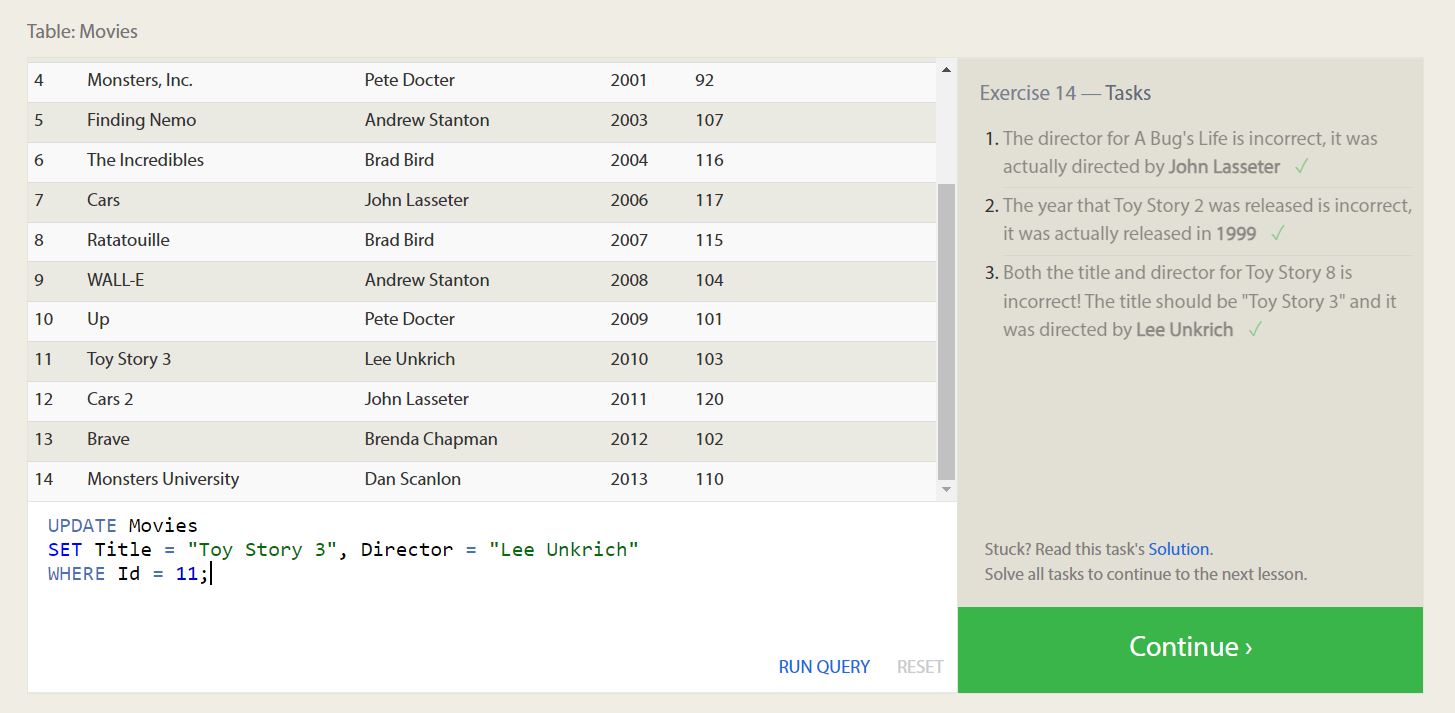 Table: Movies
4 Monsters, Inc. Pete Docter 2001 92
5 Finding Nemo Andrew Stanton 2003 107
6 The Incredibles Brad Bird 2004 116
7 Cars John Lasseter 2006 117
8 Ratatouille Brad Bird 2007 115
9 WALL-E Andrew Stanton 2008 104
10 Up Pete Docter 2009 101
11 Toy Story 3 Lee Unkrich 2010 103
12 Cars 2 John Lasseter 2011 120
13 Brave Brenda Chapman 2012 102
14 Monsters University Dan Scanlon 2013 110
UPDATE Movies
SET Title = "Toy Story 3", Director = "Lee Unkrich"
WHERE Id = 11;
RUN QUERY RESET
Exercise 14 — Tasks
1. The director for A Bug's Life is incorrect, it was
actually directed by John Lasseter ✓
2. The year that Toy Story 2 was released is incorrect,
it was actually released in 1999 ✓
3. Both the title and director for Toy Story 8 is
incorrect! The title should be "Toy Story 3" and it
was directed by Lee Unkrich ✓
Stuck? Read this task's Solution.
Solve all tasks to continue to the next lesson.
Continue ›